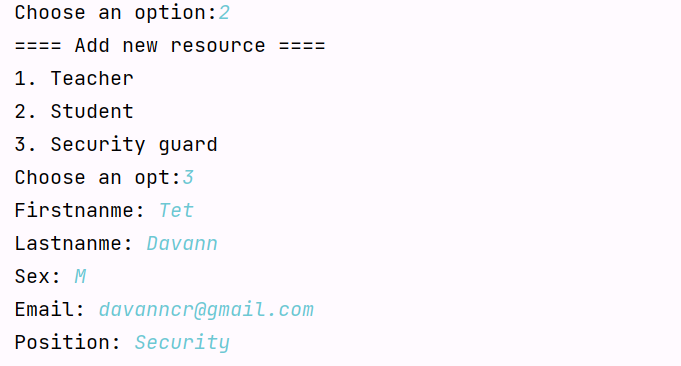 Choose an option:2
==== Add new resource ====
1. Teacher
2. Student
3. Security guard
Choose an opt:3
Firstnanme: Tet
Lastnanme: Davann
Sex: M
Email: davanncr@gmail.com
Position: Security